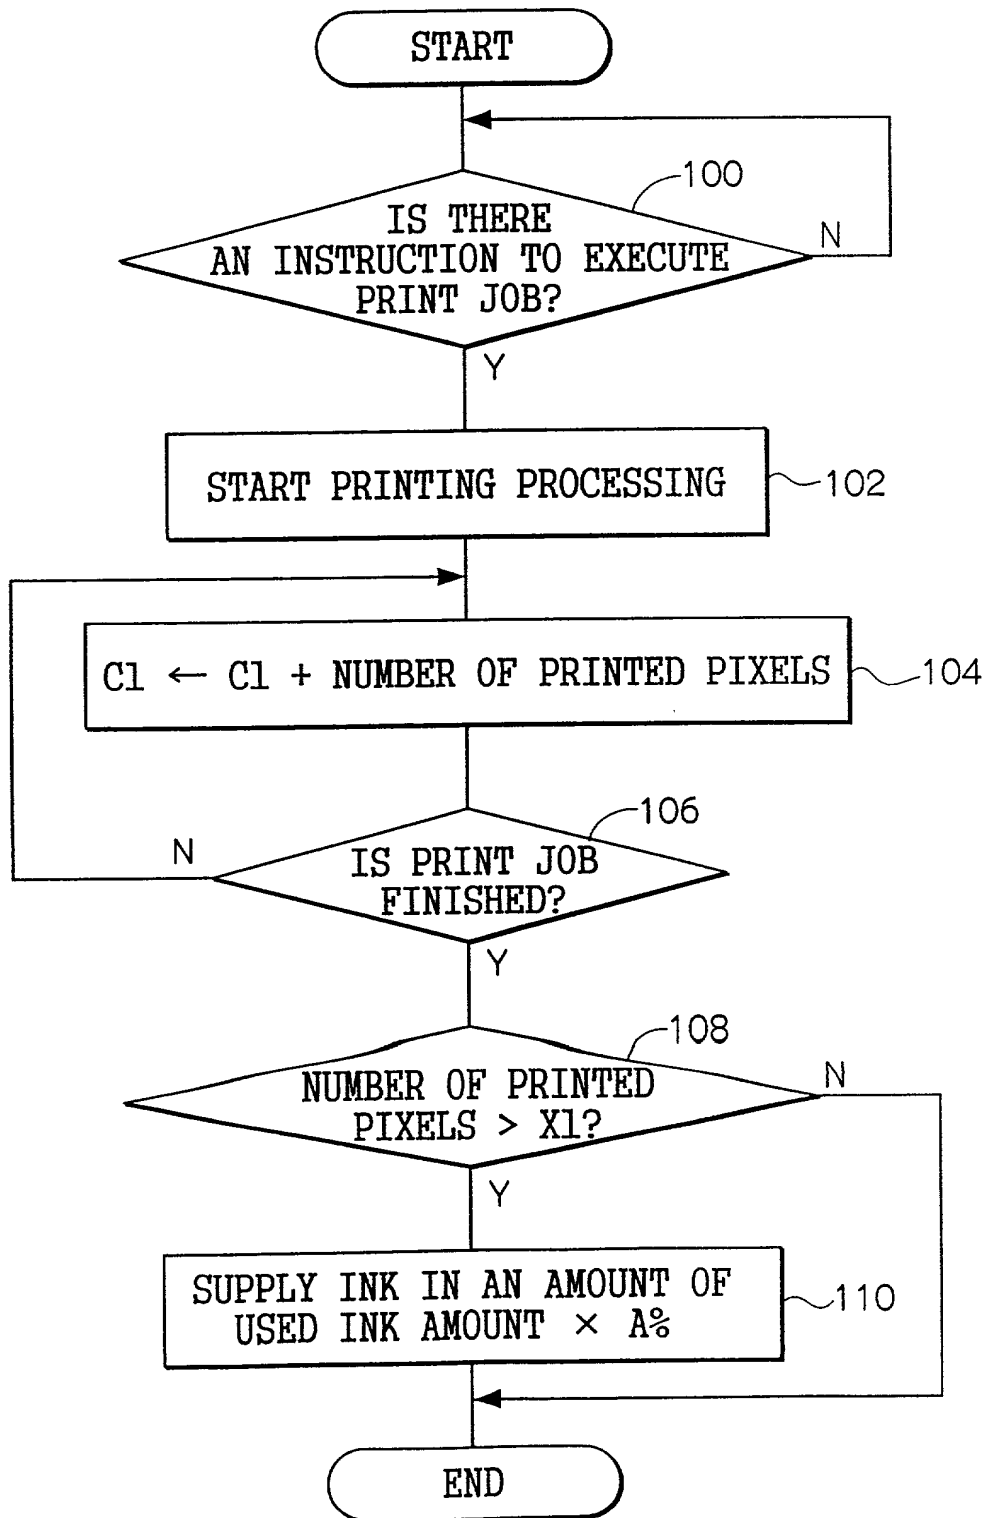 START
100
IS THERE
AN INSTRUCTION TO EXECUTE
PRINT JOB?
N
Y
START PRINTING PROCESSING
102
C1 ← C1 + NUMBER OF PRINTED PIXELS
104
106
N
IS PRINT JOB
FINISHED?
Y
108
NUMBER OF PRINTED
PIXELS > X1?
N
Y
SUPPLY INK IN AN AMOUNT OF
USED INK AMOUNT × A%
110
END